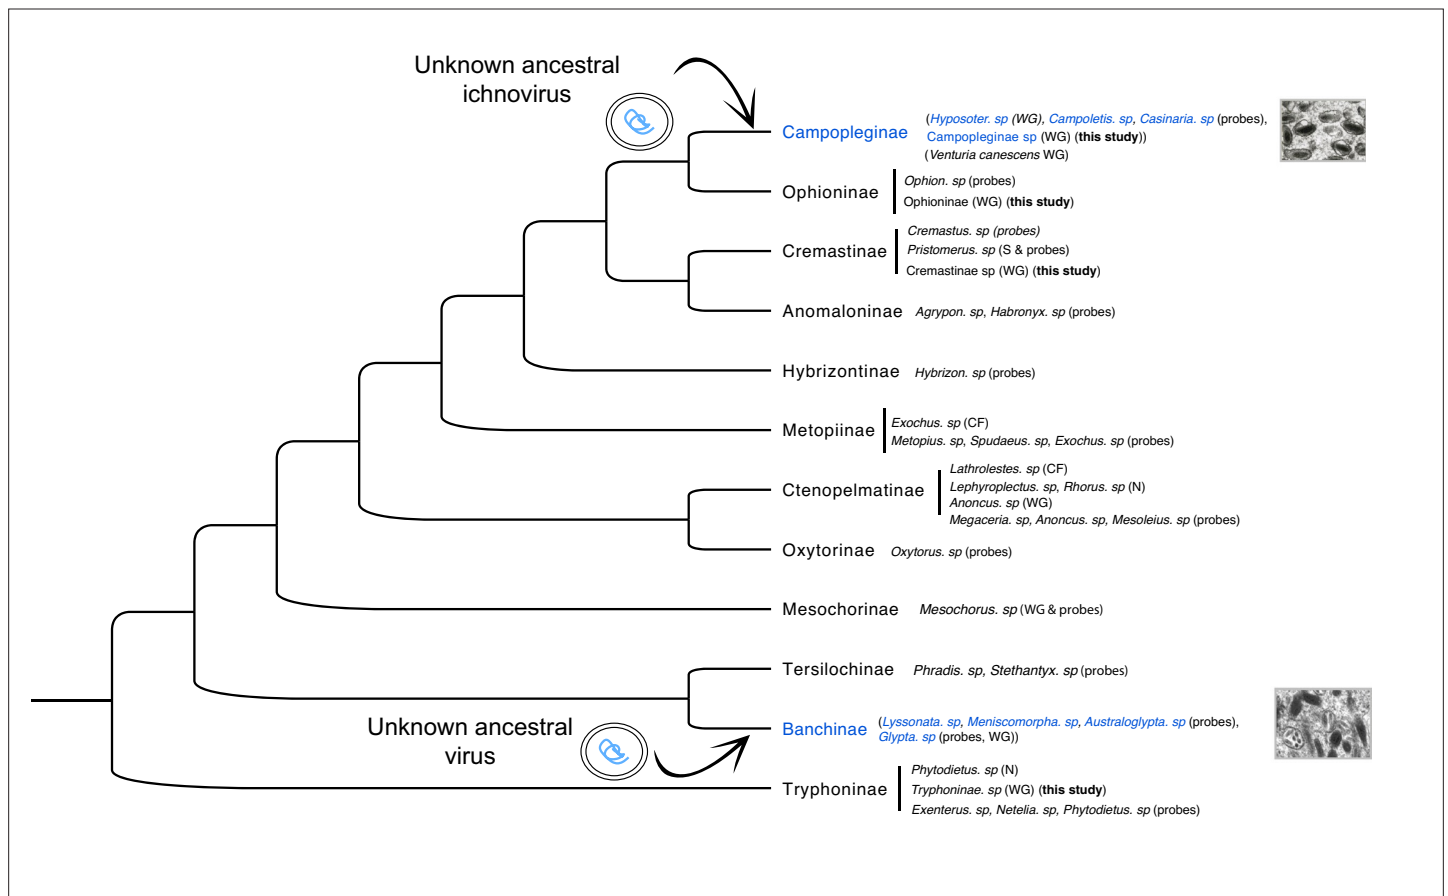 Unknown ancestral
ichnovirus
Campopleginae
(Hyposoter. sp (WG), Campoletis. sp, Casinaria. sp (probes),
Campopleginae sp (WG) (this study))
(Venturia canescens WG)
Ophioninae
Ophion. sp (probes)
Ophioninae (WG) (this study)
Cremastinae
Cremastus. sp (probes)
Pristomerus. sp (S & probes)
Cremastinae sp (WG) (this study)
Anomaloninae
Agrypon. sp, Habronyx. sp (probes)
Hybrizontinae
Hybrizon. sp (probes)
Metopiinae
Exochus. sp (CF)
Metopius. sp, Spudaeus. sp, Exochus. sp (probes)
Ctenopelmatinae
Lathrolestes. sp (CF)
Lephyroplectus. sp, Rhorus. sp (N)
Anoncus. sp (WG)
Megaceria. sp, Anoncus. sp, Mesoleius. sp (probes)
Oxytorinae
Oxytorus. sp (probes)
Mesochorinae
Mesochorus. sp (WG & probes)
Tersilochinae
Phradis. sp, Stethantyx. sp (probes)
Unknown ancestral
virus
Banchinae
(Lyssonata. sp, Meniscomorpha. sp, Australoglypta. sp (probes),
Glypta. sp (probes, WG))
Tryphoninae
Phytodietus. sp (N)
Tryphoninae. sp (WG) (this study)
Exenterus. sp, Netelia. sp, Phytodietus. sp (probes)